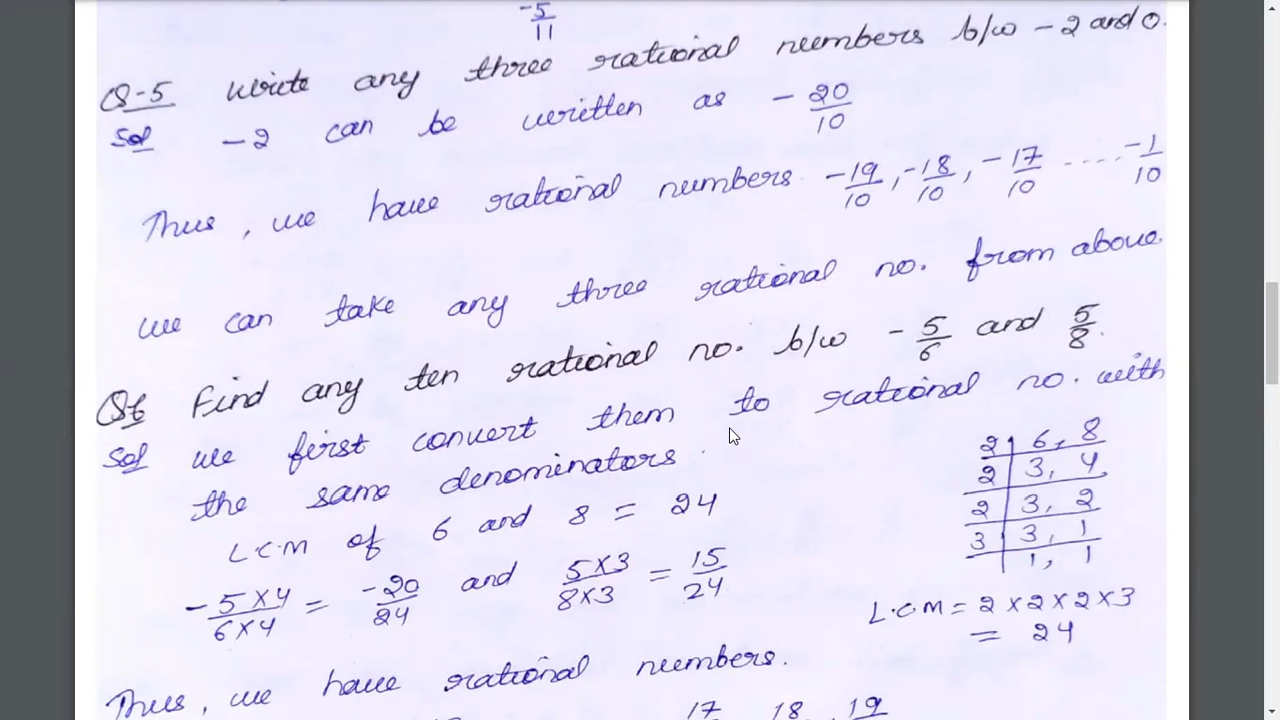 -5/11
Q-5 Write any three rational numbers b/w -2 and 0.
Sol -2 can be written as -20/10
Thus, we have rational numbers. -19/10, -18/10, -17/10 ..... -1/10
we can take any three rational no. from above.
Q6 Find any ten rational no. b/w -5/6 and 5/8.
Sol we first convert them to rational no. with
the same denominators.
L.C.M of 6 and 8 = 24
-5×4/6×4 = -20/24 and 5×3/8×3 = 15/24
2 | 6, 8
2 | 3, 4
2 | 3, 2
3 | 3, 1
1, 1
L.C.M = 2×2×2×3
= 24
Thus, we have rational numbers.
17 18 19